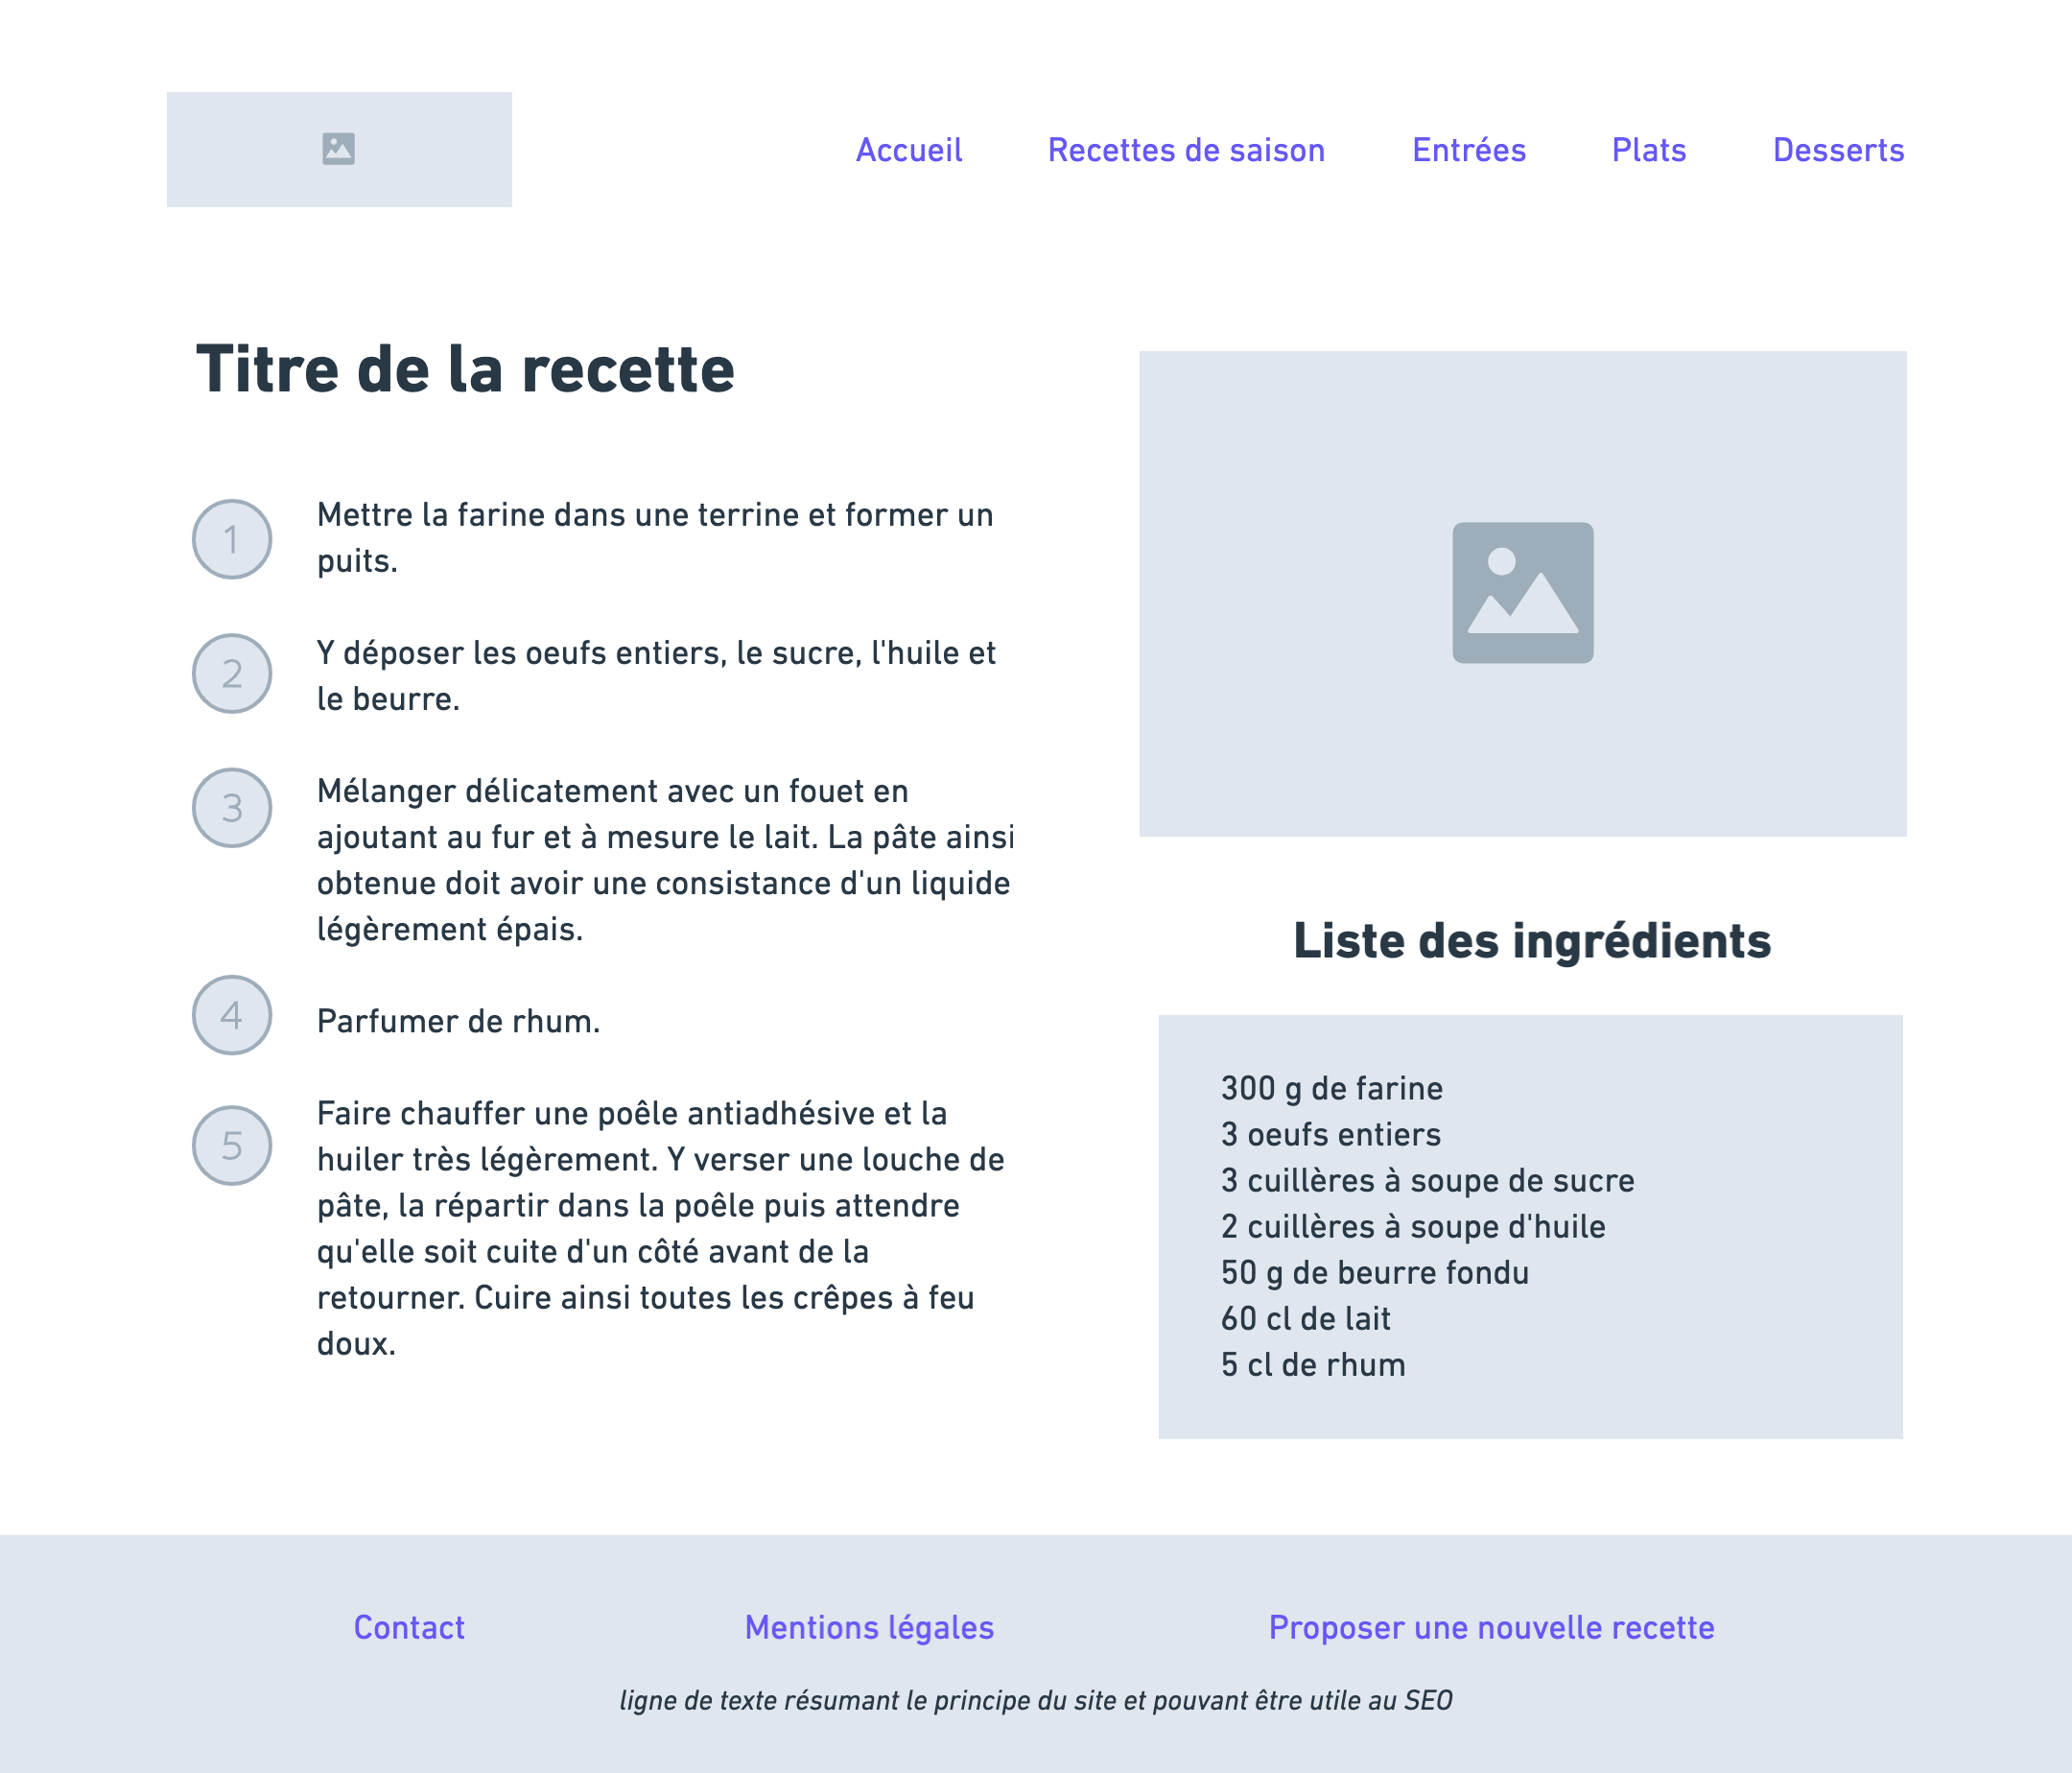 Accueil Recettes de saison Entrées Plats Desserts
Titre de la recette
1
Mettre la farine dans une terrine et former un
puits.
2
Y déposer les oeufs entiers, le sucre, l'huile et
le beurre.
3
Mélanger délicatement avec un fouet en
ajoutant au fur et à mesure le lait. La pâte ainsi
obtenue doit avoir une consistance d'un liquide
légèrement épais.
4
Parfumer de rhum.
5
Faire chauffer une poêle antiadhésive et la
huiler très légèrement. Y verser une louche de
pâte, la répartir dans la poêle puis attendre
qu'elle soit cuite d'un côté avant de la
retourner. Cuire ainsi toutes les crêpes à feu
doux.
Liste des ingrédients
300 g de farine
3 oeufs entiers
3 cuillères à soupe de sucre
2 cuillères à soupe d'huile
50 g de beurre fondu
60 cl de lait
5 cl de rhum
Contact Mentions légales Proposer une nouvelle recette
ligne de texte résumant le principe du site et pouvant être utile au SEO